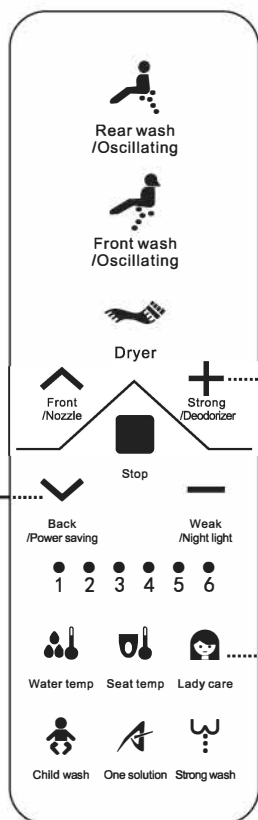 Rear wash
/Oscillating
Front wash
/Oscillating
Dryer
Front
/Nozzle
Strong
/Deodorizer
Stop
Back
/Power saving
Weak
/Night light
1 2 3 4 5 6
Water temp Seat temp Lady care
Child wash One solution Strong wash